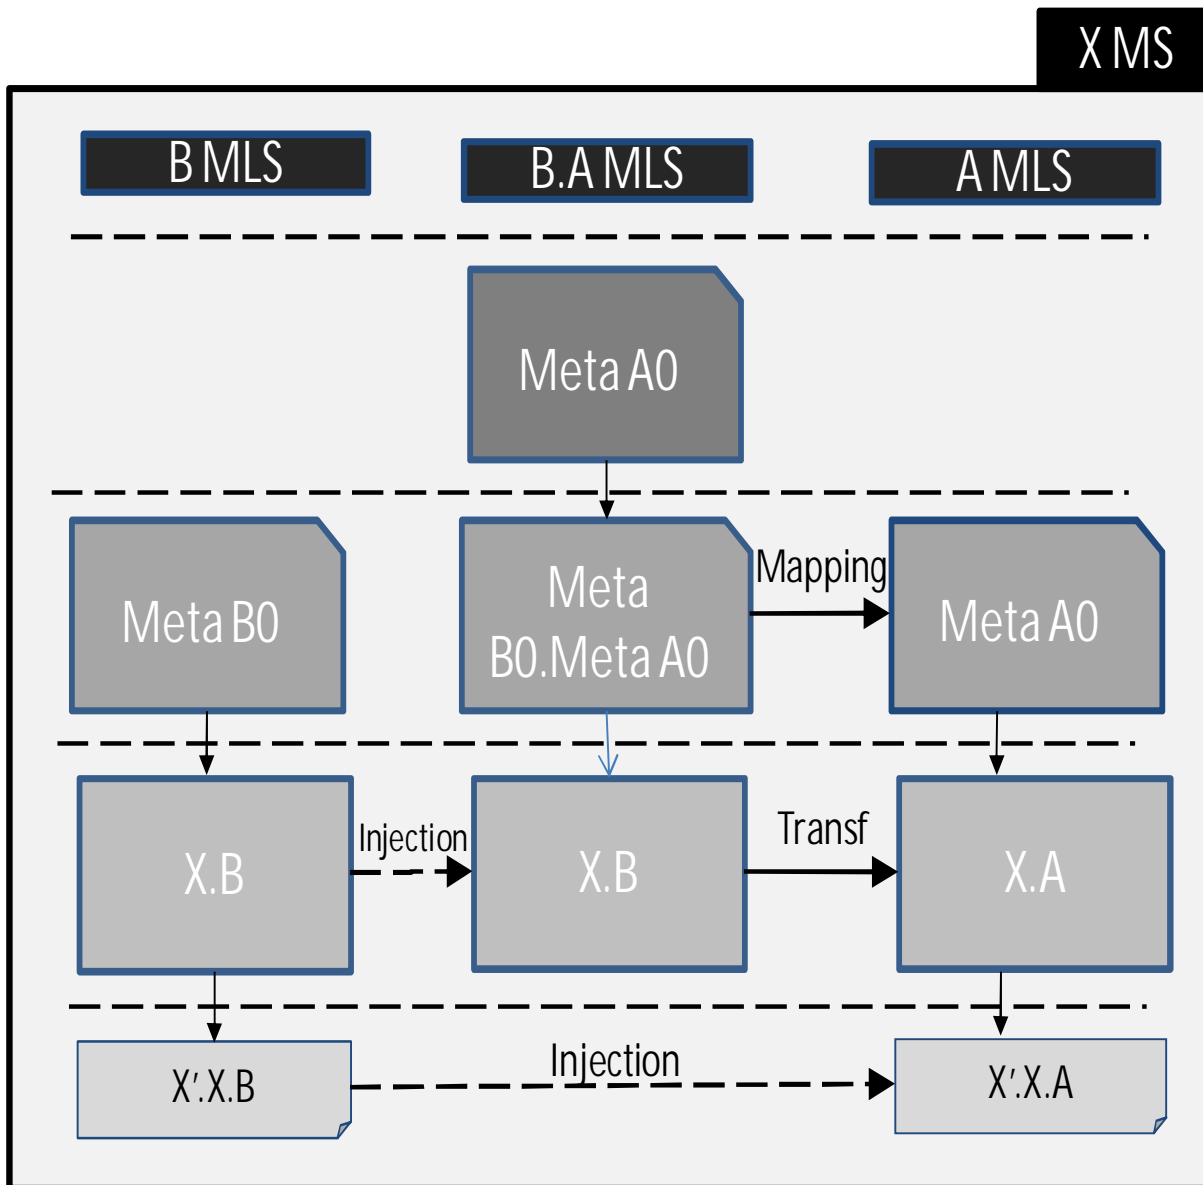 X MS
B MLS
B.A MLS
A MLS
Meta A0
Meta B0
Meta
B0.Meta A0
Mapping
Meta A0
X.B
Injection
X.B
Transf
X.A
X'.X.B
Injection
X'.X.A